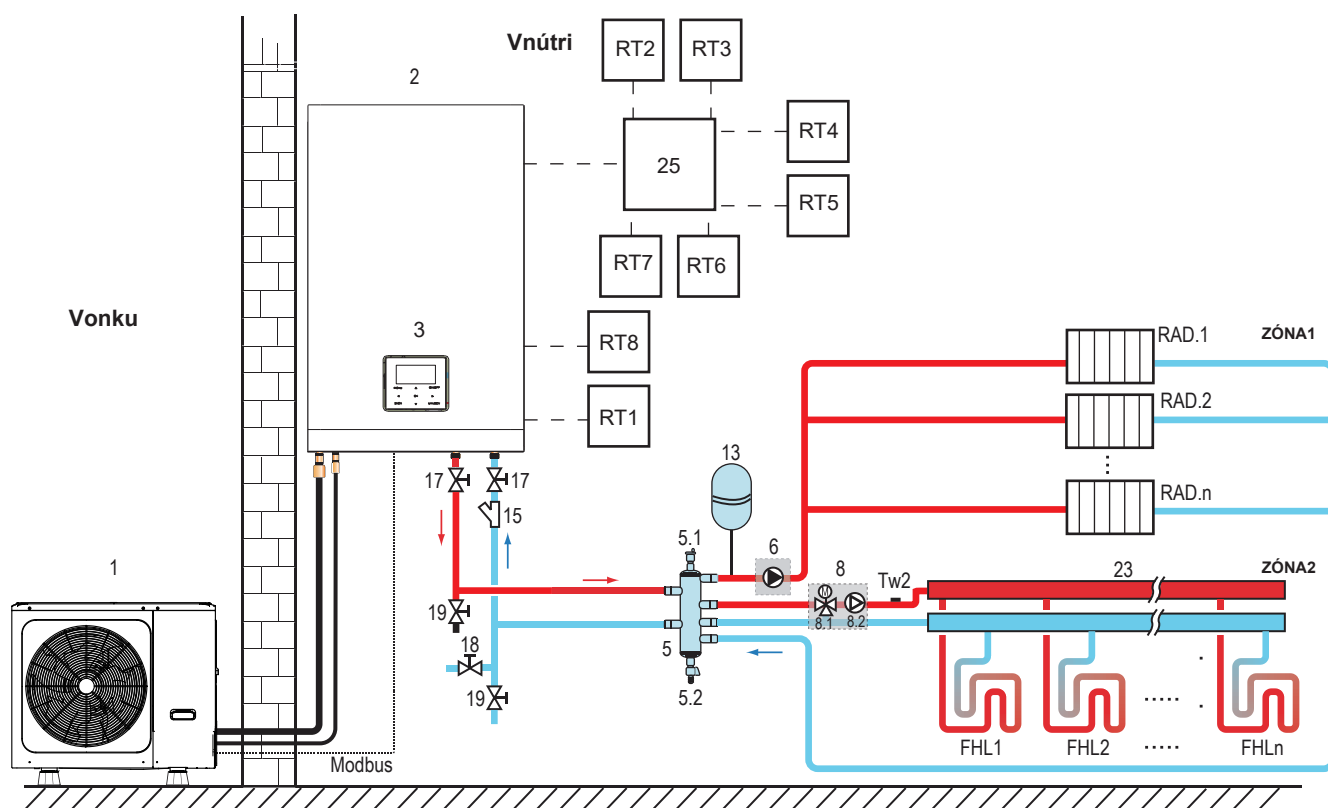 Vnútri
RT2
RT3
2
RT4
25
RT5
RT7
RT6
Vonku
3
RT8
RT1
RAD.1
ZÓNA1
RAD.2
RAD.n
13
17
17
15
5.1
6
1
8
Tw2
23
ZÓNA2
M
8.1
8.2
19
18
5
19
5.2
FHL1
FHL2
FHLn
Modbus